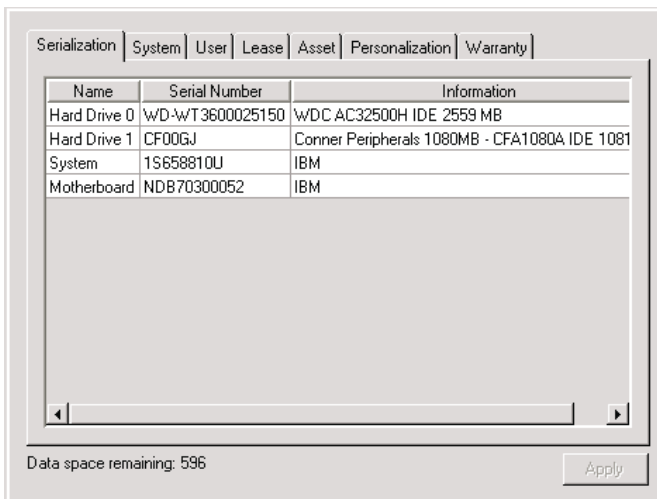 Serialization System User Lease Asset Personalization Warranty
Name Serial Number Information
Hard Drive 0 WD-WT3600025150 WDC AC32500H IDE 2559 MB
Hard Drive 1 CF00GJ Conner Peripherals 1080MB - CFA1080A IDE 1081
System 1S658810U IBM
Motherboard NDB70300052 IBM
Data space remaining: 596
Apply